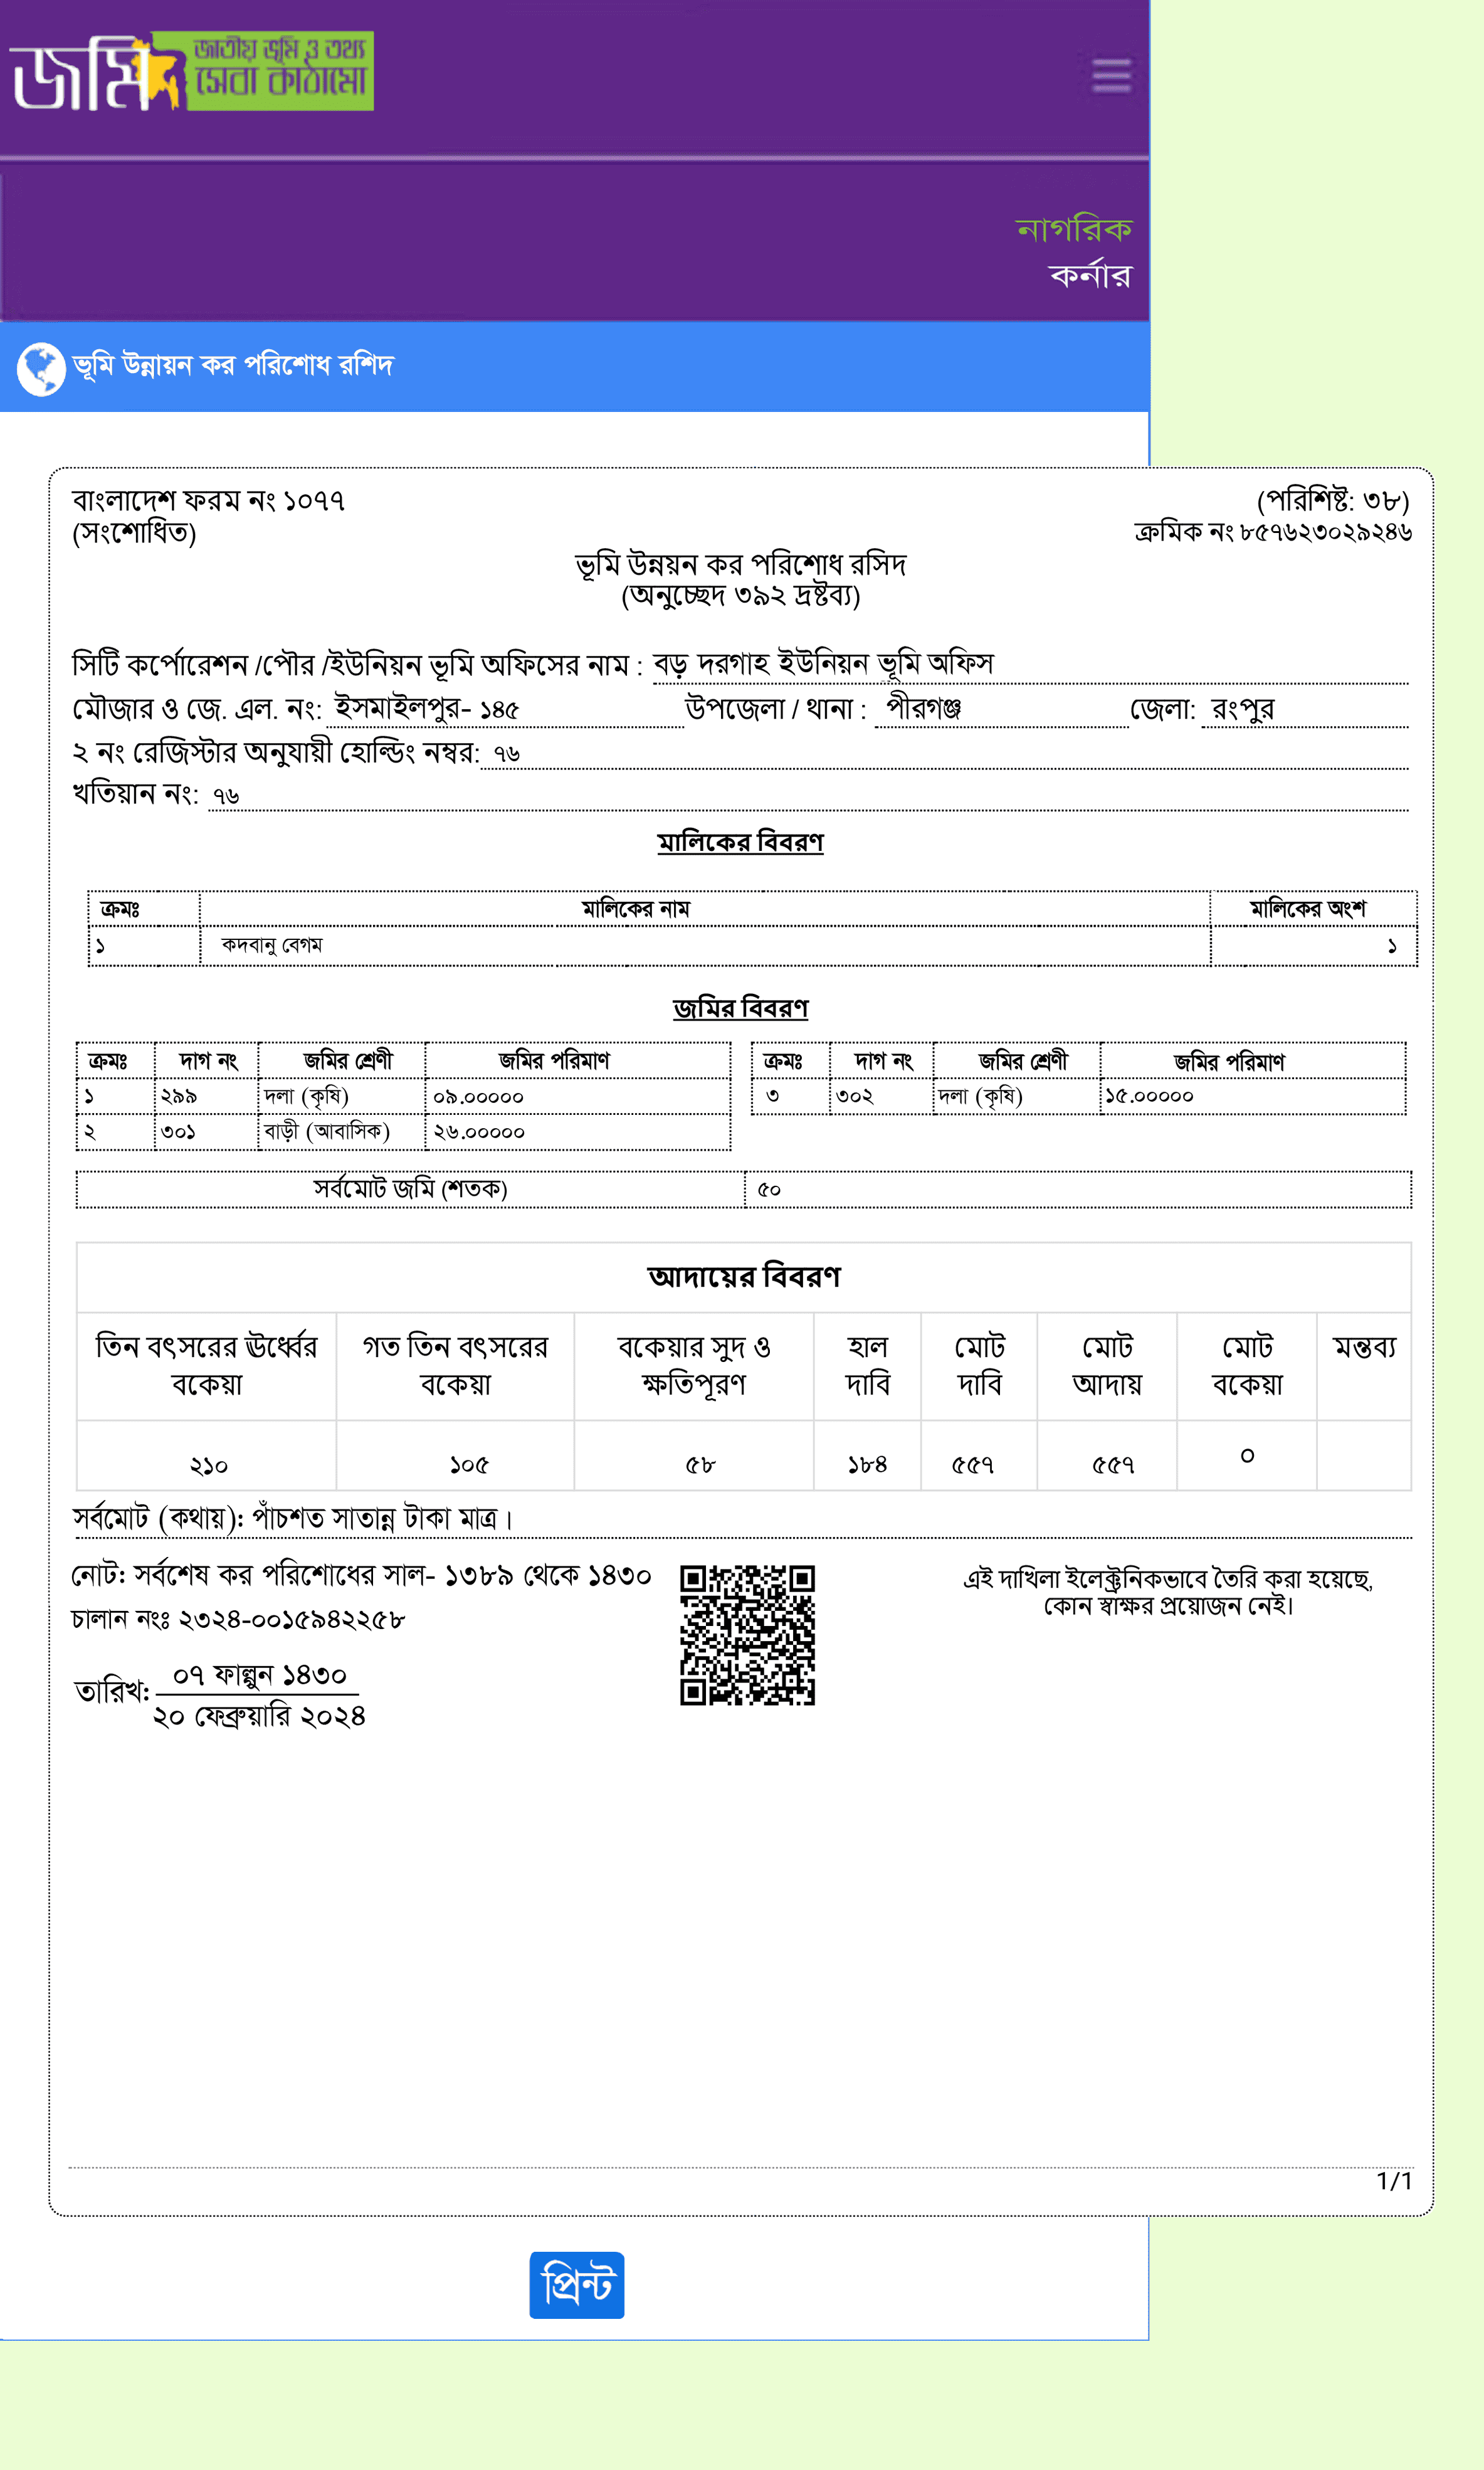 জমি জাতীয় ভূমি ও তথ্য
সেবা কাঠামো
নাগরিক
কর্নার
ভূমি উন্নায়ন কর পরিশোধ রশিদ
বাংলাদেশ ফরম নং ১০৭৭
(সংশোধিত)
(পরিশিষ্ট: ৩৮)
ক্রমিক নং ৮৫৭৬২৩০২৯২৪৬
ভূমি উন্নয়ন কর পরিশোধ রসিদ
(অনুচ্ছেদ ৩৯২ দ্রষ্টব্য)
সিটি কর্পোরেশন /পৌর /ইউনিয়ন ভূমি অফিসের নাম : বড় দরগাহ ইউনিয়ন ভূমি অফিস
মৌজার ও জে. এল. নং: ইসমাইলপুর- ১৪৫ উপজেলা / থানা : পীরগঞ্জ জেলা: রংপুর
২ নং রেজিস্টার অনুযায়ী হোল্ডিং নম্বর: ৭৬
খতিয়ান নং: ৭৬
মালিকের বিবরণ
ক্রমঃ মালিকের নাম মালিকের অংশ
১ কদবানু বেগম ১
জমির বিবরণ
ক্রমঃ দাগ নং জমির শ্রেণী জমির পরিমাণ ক্রমঃ দাগ নং জমির শ্রেণী জমির পরিমাণ
১ ২৯৯ দলা (কৃষি) ০৯.০০০০০ ৩ ৩০২ দলা (কৃষি) ১৫.০০০০০
২ ৩০১ বাড়ী (আবাসিক) ২৬.০০০০০
সর্বমোট জমি (শতক) ৫০
আদায়ের বিবরণ
তিন বৎসরের ঊর্ধ্বের গত তিন বৎসরের বকেয়ার সুদ ও হাল মোট মোট মোট মন্তব্য
বকেয়া বকেয়া ক্ষতিপূরণ দাবি দাবি আদায় বকেয়া
২১০ ১০৫ ৫৮ ১৮৪ ৫৫৭ ৫৫৭ ০
সর্বমোট (কথায়): পাঁচশত সাতান্ন টাকা মাত্র।
নোট: সর্বশেষ কর পরিশোধের সাল- ১৩৮৯ থেকে ১৪৩০
চালান নংঃ ২৩২৪-০০১৫৯৪২২৫৮
তারিখ: ০৭ ফাল্গুন ১৪৩০
২০ ফেব্রুয়ারি ২০২৪
এই দাখিলা ইলেক্ট্রনিকভাবে তৈরি করা হয়েছে,
কোন স্বাক্ষর প্রয়োজন নেই।
1/1
প্রিন্ট